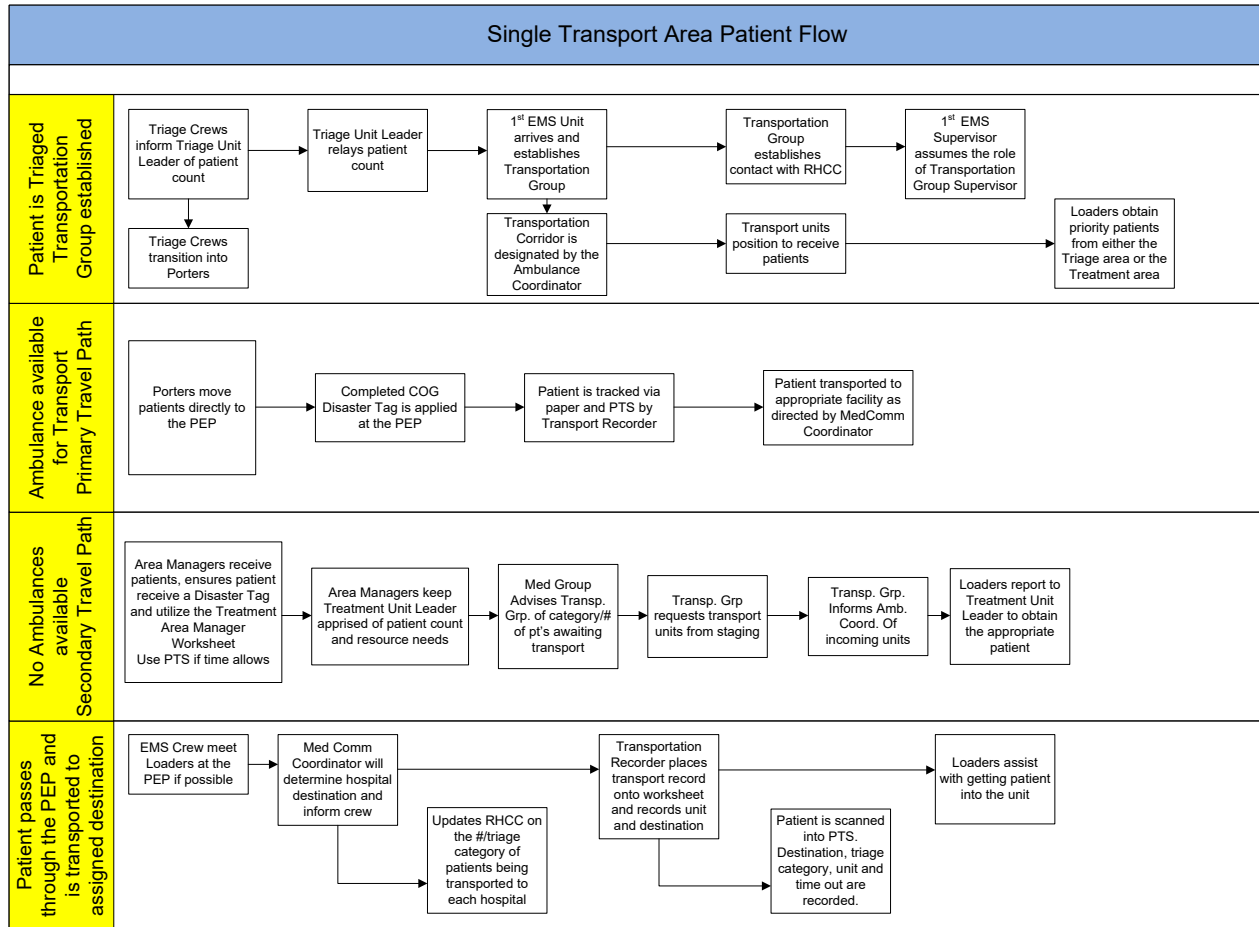 Single Transport Area Patient Flow
Patient is Triaged
Transportation
Group established
Triage Crews
inform Triage Unit
Leader of patient
count
Triage Unit Leader
relays patient
count
1st EMS Unit
arrives and
establishes
Transportation
Group
Transportation
Group
establishes
contact with RHCC
1st EMS
Supervisor
assumes the role
of Transportation
Group Supervisor
Triage Crews
transition into
Porters
Transportation
Corridor is
designated by the
Ambulance
Coordinator
Transport units
position to receive
patients
Loaders obtain
priority patients
from either the
Triage area or the
Treatment area
Ambulance available
for Transport
Primary Travel Path
Porters move
patients directly to
the PEP
Completed COG
Disaster Tag is applied
at the PEP
Patient is tracked via
paper and PTS by
Transport Recorder
Patient transported to
appropriate facility as
directed by MedComm
Coordinator
No Ambulances
available
Secondary Travel Path
Area Managers receive
patients, ensures patient
receive a Disaster Tag
and utilize the Treatment
Area Manager
Worksheet
Use PTS if time allows
Area Managers keep
Treatment Unit Leader
apprised of patient count
and resource needs
Med Group
Advises Transp.
Grp. of category/#
of pt's awaiting
transport
Transp. Grp
requests transport
units from staging
Transp. Grp.
Informs Amb.
Coord. Of
incoming units
Loaders report to
Treatment Unit
Leader to obtain
the appropriate
patient
Patient passes
through the PEP and
is transported to
assigned destination
EMS Crew meet
Loaders at the
PEP if possible
Med Comm
Coordinator will
determine hospital
destination and
inform crew
Transportation
Recorder places
transport record
onto worksheet
and records unit
and destination
Loaders assist
with getting patient
into the unit
Updates RHCC on
the #/triage
category of
patients being
transported to
each hospital
Patient is scanned
into PTS.
Destination, triage
category, unit and
time out are
recorded.